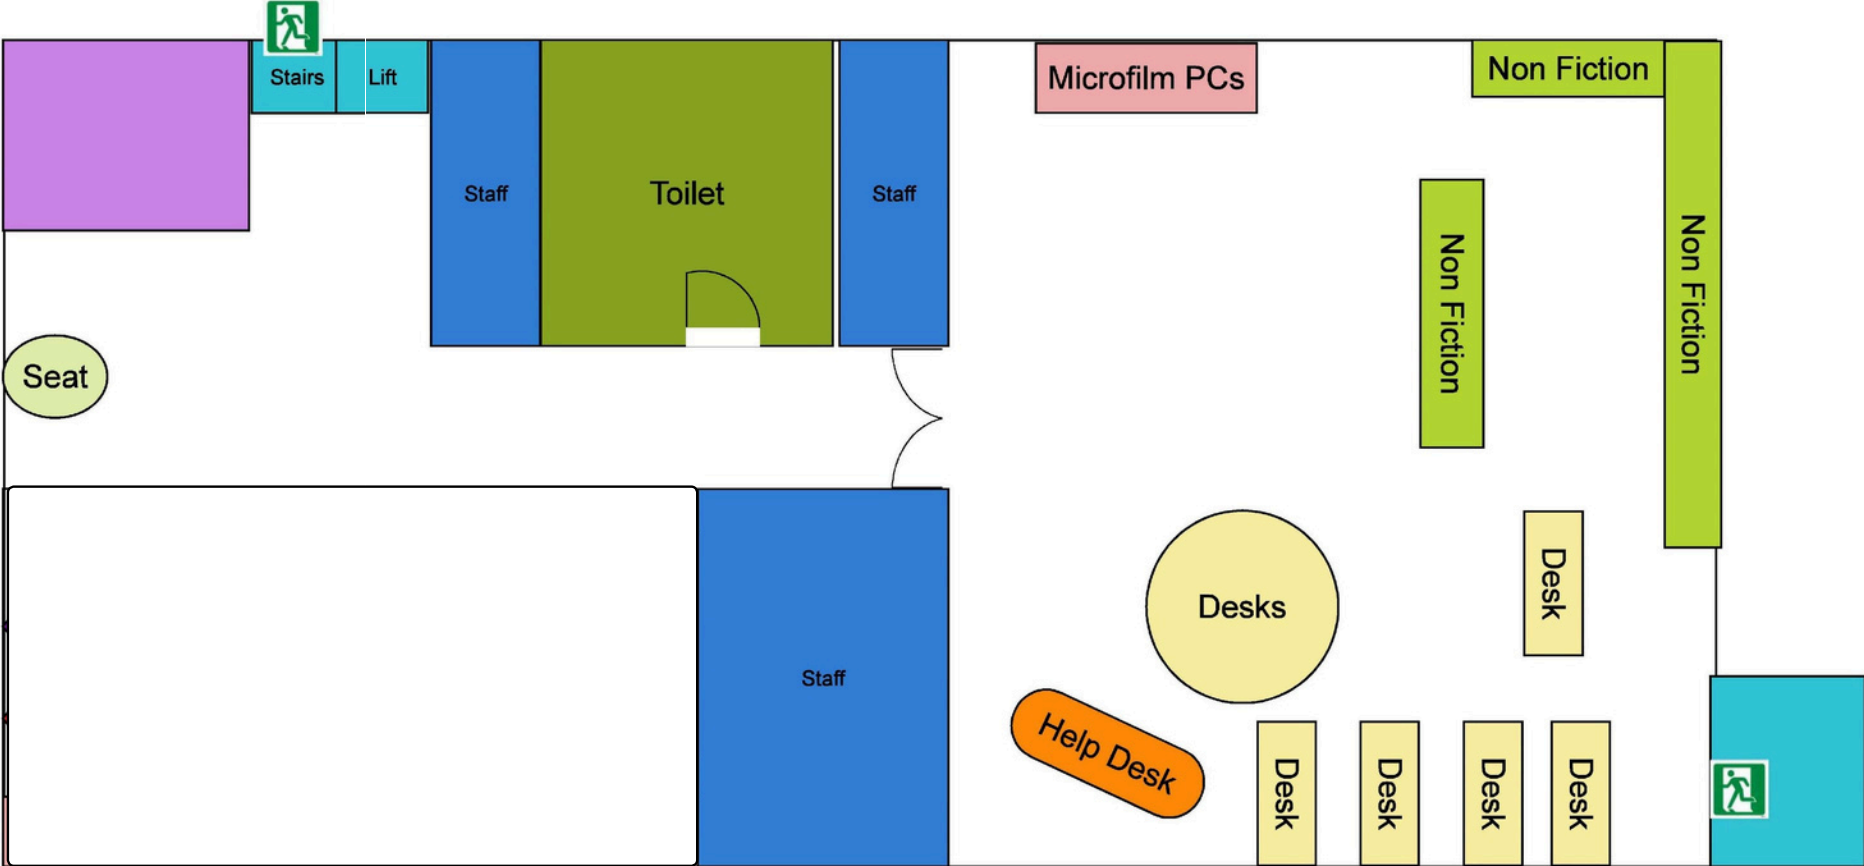 Stairs
Lift
Staff
Toilet
Staff
Microfilm PCs
Non Fiction
Non Fiction
Non Fiction
Seat
Desks
Desk
Staff
Help Desk
Desk
Desk
Desk
Desk